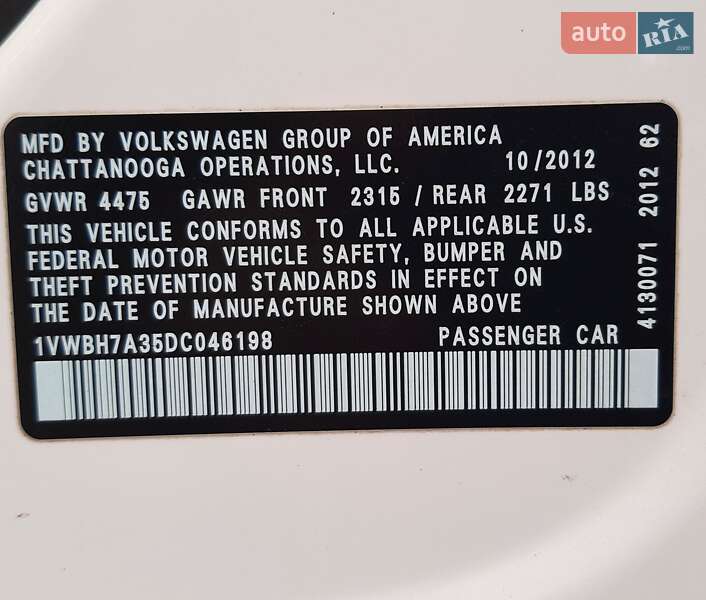 auto RIA.com
MFD BY VOLKSWAGEN GROUP OF AMERICA
CHATTANOOGA OPERATIONS, LLC. 10/2012
GVWR 4475 GAWR FRONT 2315 / REAR 2271 LBS
THIS VEHICLE CONFORMS TO ALL APPLICABLE U.S.
FEDERAL MOTOR VEHICLE SAFETY, BUMPER AND
THEFT PREVENTION STANDARDS IN EFFECT ON
THE DATE OF MANUFACTURE SHOWN ABOVE
1VWBH7A35DC046198 PASSENGER CAR
4130071 2012 62